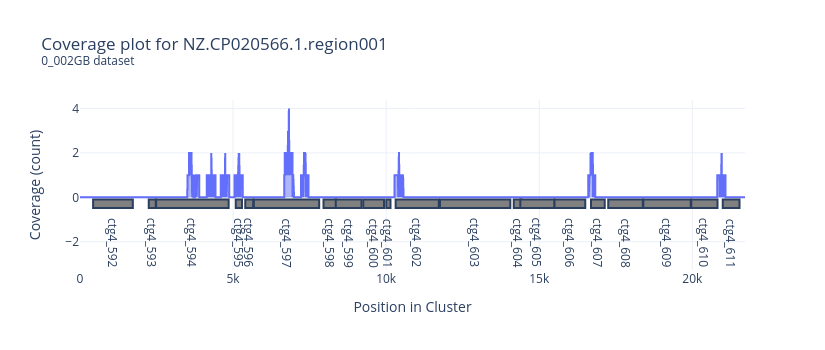 Coverage plot for NZ.CP020566.1.region001
0_002GB dataset
Coverage (count)
4
2
0
−2
ctg4_592
ctg4_593
ctg4_594
ctg4_595
ctg4_596
ctg4_597
ctg4_598
ctg4_599
ctg4_600
ctg4_601
ctg4_602
ctg4_603
ctg4_604
ctg4_605
ctg4_606
ctg4_607
ctg4_608
ctg4_609
ctg4_610
ctg4_611
0 5k 10k 15k 20k
Position in Cluster